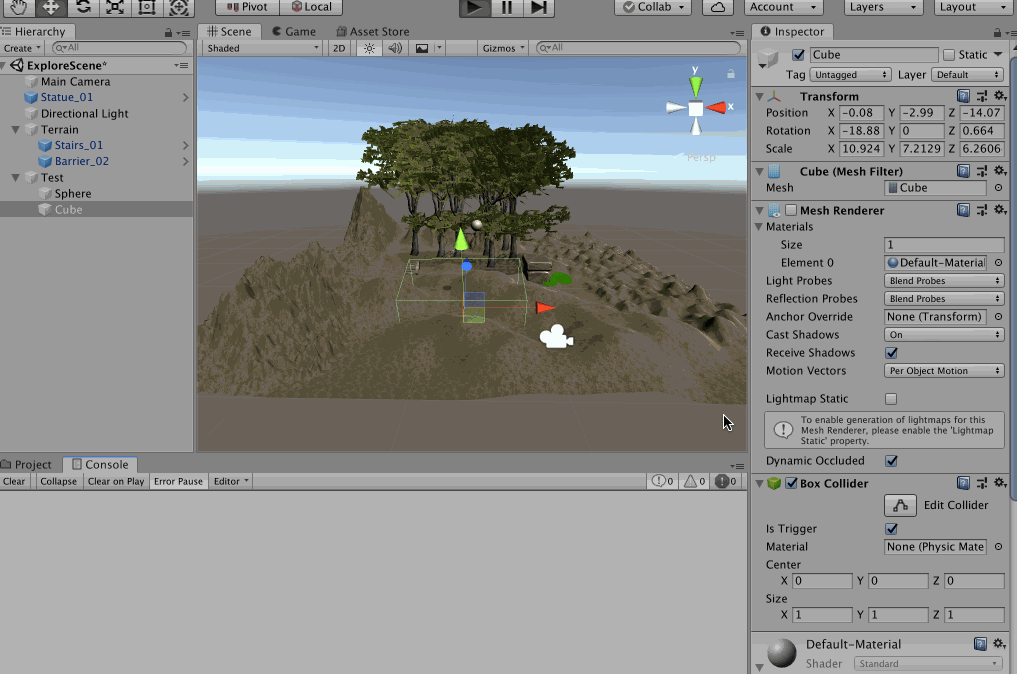 Pivot Local Collab Account Layers Layout
Hierarchy
Create All
ExploreScene*
Main Camera
Statue_01
Directional Light
Terrain
Stairs_01
Barrier_02
Test
Sphere
Cube
Scene Game Asset Store
Shaded 2D Gizmos All
y
x
Persp
Project Console
Clear Collapse Clear on Play Error Pause Editor 0 0 0
Inspector
Cube Static
Tag Untagged Layer Default
Transform
Position X -0.08 Y -2.99 Z -14.07
Rotation X -18.88 Y 0 Z 0.664
Scale X 10.924 Y 7.2129 Z 6.2606
Cube (Mesh Filter)
Mesh Cube
Mesh Renderer
Materials
Size 1
Element 0 Default-Material
Light Probes Blend Probes
Reflection Probes Blend Probes
Anchor Override None (Transform)
Cast Shadows On
Receive Shadows
Motion Vectors Per Object Motion
Lightmap Static
To enable generation of lightmaps for this
Mesh Renderer, please enable the 'Lightmap
Static' property.
Dynamic Occluded
Box Collider
Edit Collider
Is Trigger
Material None (Physic Mate
Center
X 0 Y 0 Z 0
Size
X 1 Y 1 Z 1
Default-Material
Shader Standard